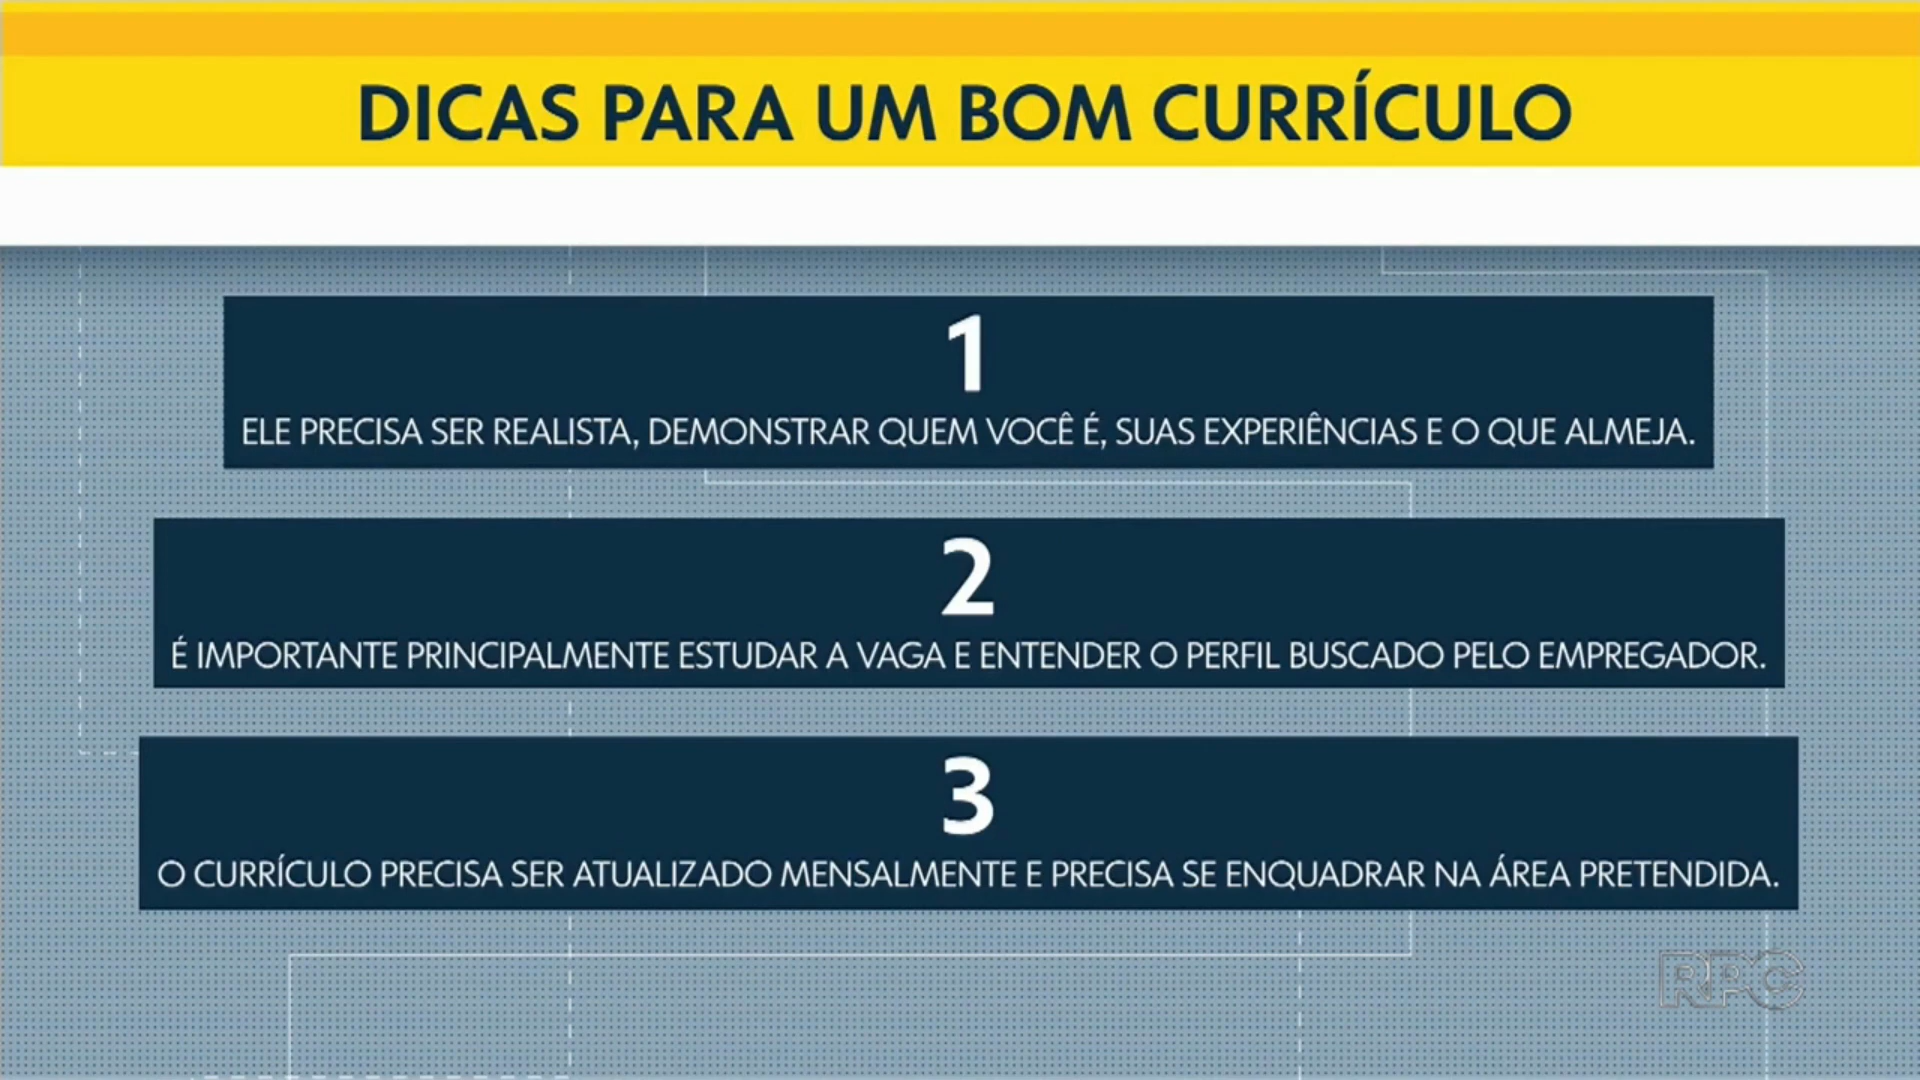 DICAS PARA UM BOM CURRÍCULO
1
ELE PRECISA SER REALISTA, DEMONSTRAR QUEM VOCÊ É, SUAS EXPERIÊNCIAS E O QUE ALMEJA.
2
É IMPORTANTE PRINCIPALMENTE ESTUDAR A VAGA E ENTENDER O PERFIL BUSCADO PELO EMPREGADOR.
3
O CURRÍCULO PRECISA SER ATUALIZADO MENSALMENTE E PRECISA SE ENQUADRAR NA ÁREA PRETENDIDA.
RPC